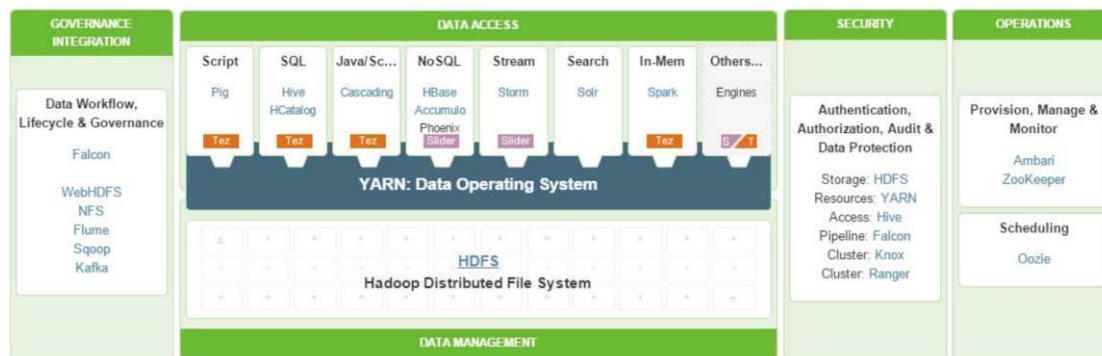 GOVERNANCE
INTEGRATION
Data Workflow,
Lifecycle & Governance
Falcon
WebHDFS
NFS
Flume
Sqoop
Kafka
DATA ACCESS
Script
Pig
Tez
SQL
Hive
HCatalog
Tez
Java/Sc...
Cascading
Tez
NoSQL
HBase
Accumulo
Phoenix
Slider
Stream
Storm
Slider
Search
Solr
In-Mem
Spark
Tez
Others...
Engines
S / T
YARN: Data Operating System
HDFS
Hadoop Distributed File System
DATA MANAGEMENT
SECURITY
Authentication,
Authorization, Audit &
Data Protection
Storage: HDFS
Resources: YARN
Access: Hive
Pipeline: Falcon
Cluster: Knox
Cluster: Ranger
OPERATIONS
Provision, Manage &
Monitor
Ambari
ZooKeeper
Scheduling
Oozie